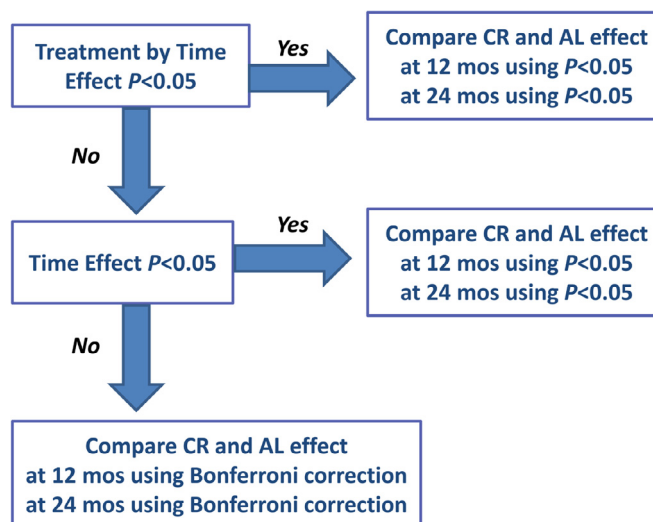 Treatment by Time
Effect P<0.05
Yes
Compare CR and AL effect
at 12 mos using P<0.05
at 24 mos using P<0.05
No
Time Effect P<0.05
Yes
Compare CR and AL effect
at 12 mos using P<0.05
at 24 mos using P<0.05
No
Compare CR and AL effect
at 12 mos using Bonferroni correction
at 24 mos using Bonferroni correction